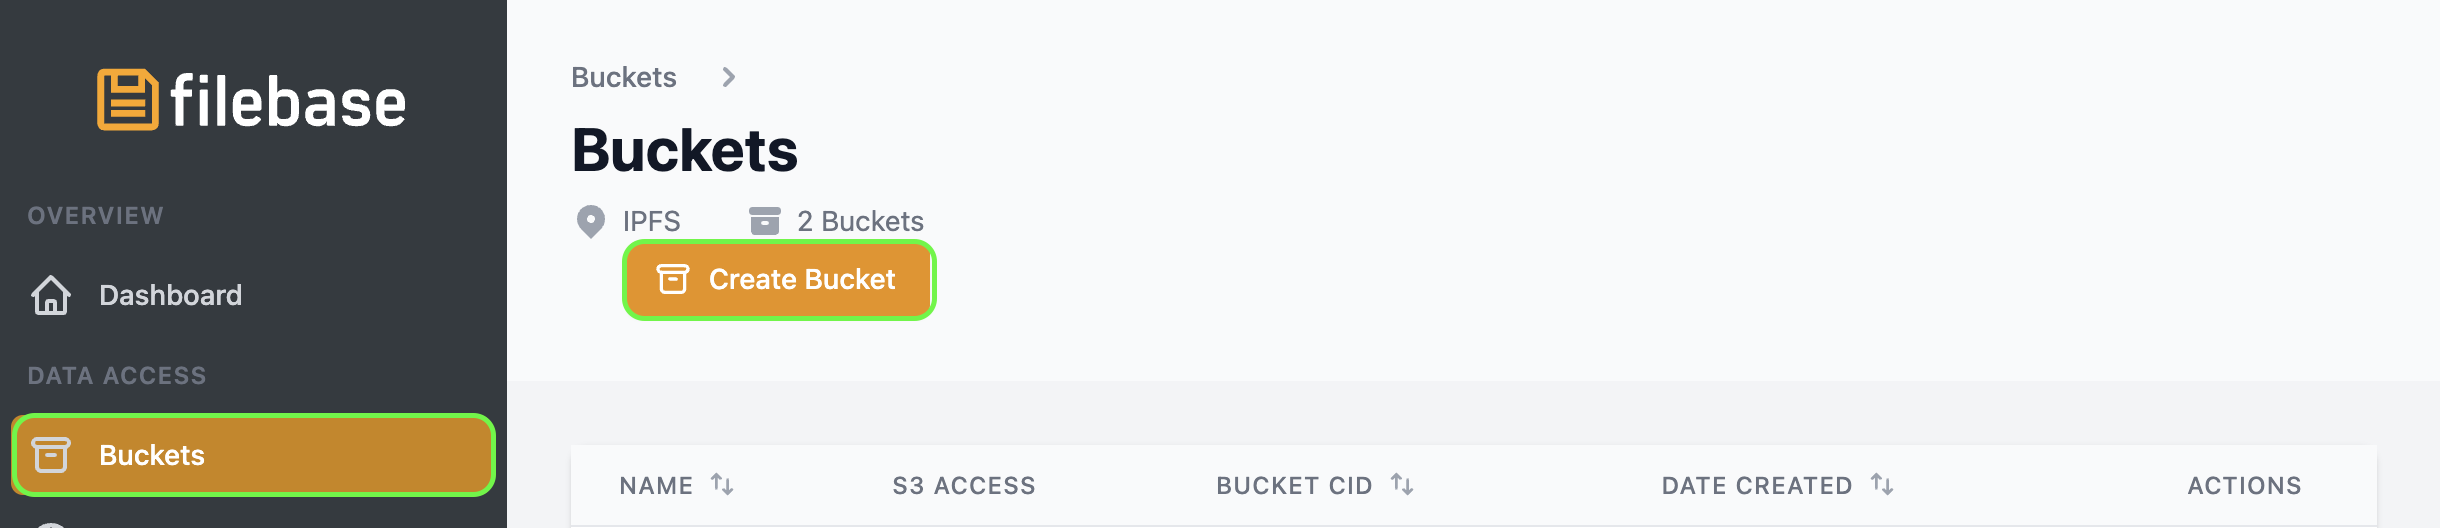 filebase
OVERVIEW
Dashboard
DATA ACCESS
Buckets
Buckets
Buckets
IPFS 2 Buckets
Create Bucket
NAME S3 ACCESS BUCKET CID DATE CREATED ACTIONS